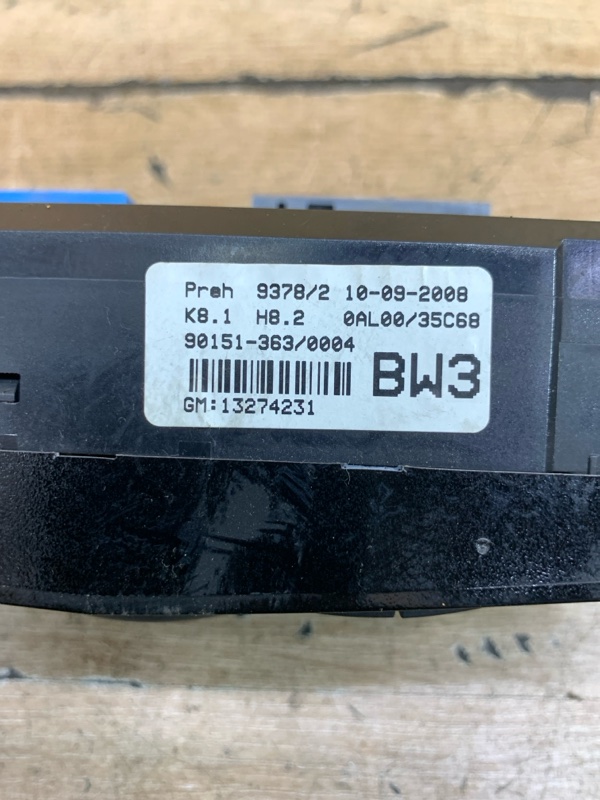 Preh 9378/2 10-09-2008
K8.1 H8.2 0AL00/35C68
90151-363/0004
BW3
GM:13274231